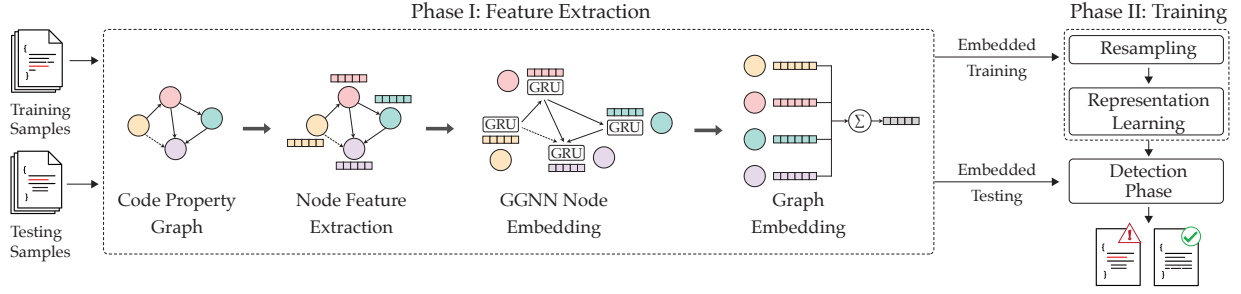 Phase I: Feature Extraction
Phase II: Training
Training
Samples
Testing
Samples
Code Property
Graph
Node Feature
Extraction
GRU
GRU
GRU
GRU
GGNN Node
Embedding
Σ
Graph
Embedding
Embedded
Training
Embedded
Testing
Resampling
Representation
Learning
Detection
Phase